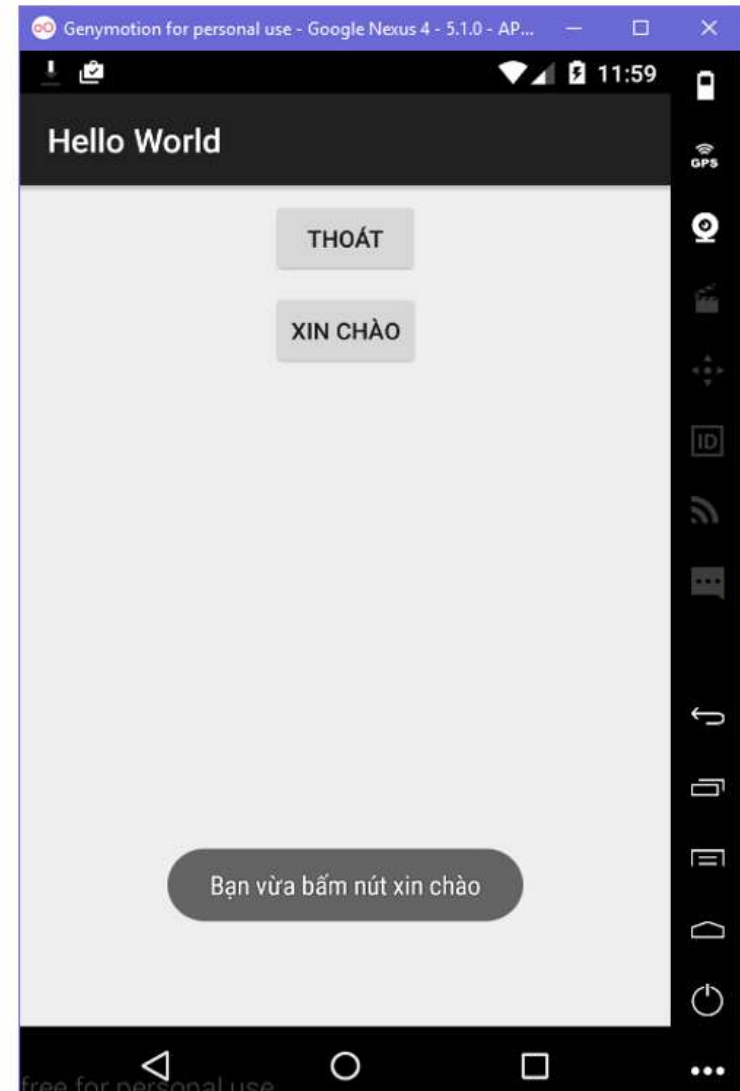 Genymotion for personal use - Google Nexus 4 - 5.1.0 - AP...
11:59
Hello World
GPS
THOÁT
XIN CHÀO
ID
Bạn vừa bấm nút xin chào
free for personal use